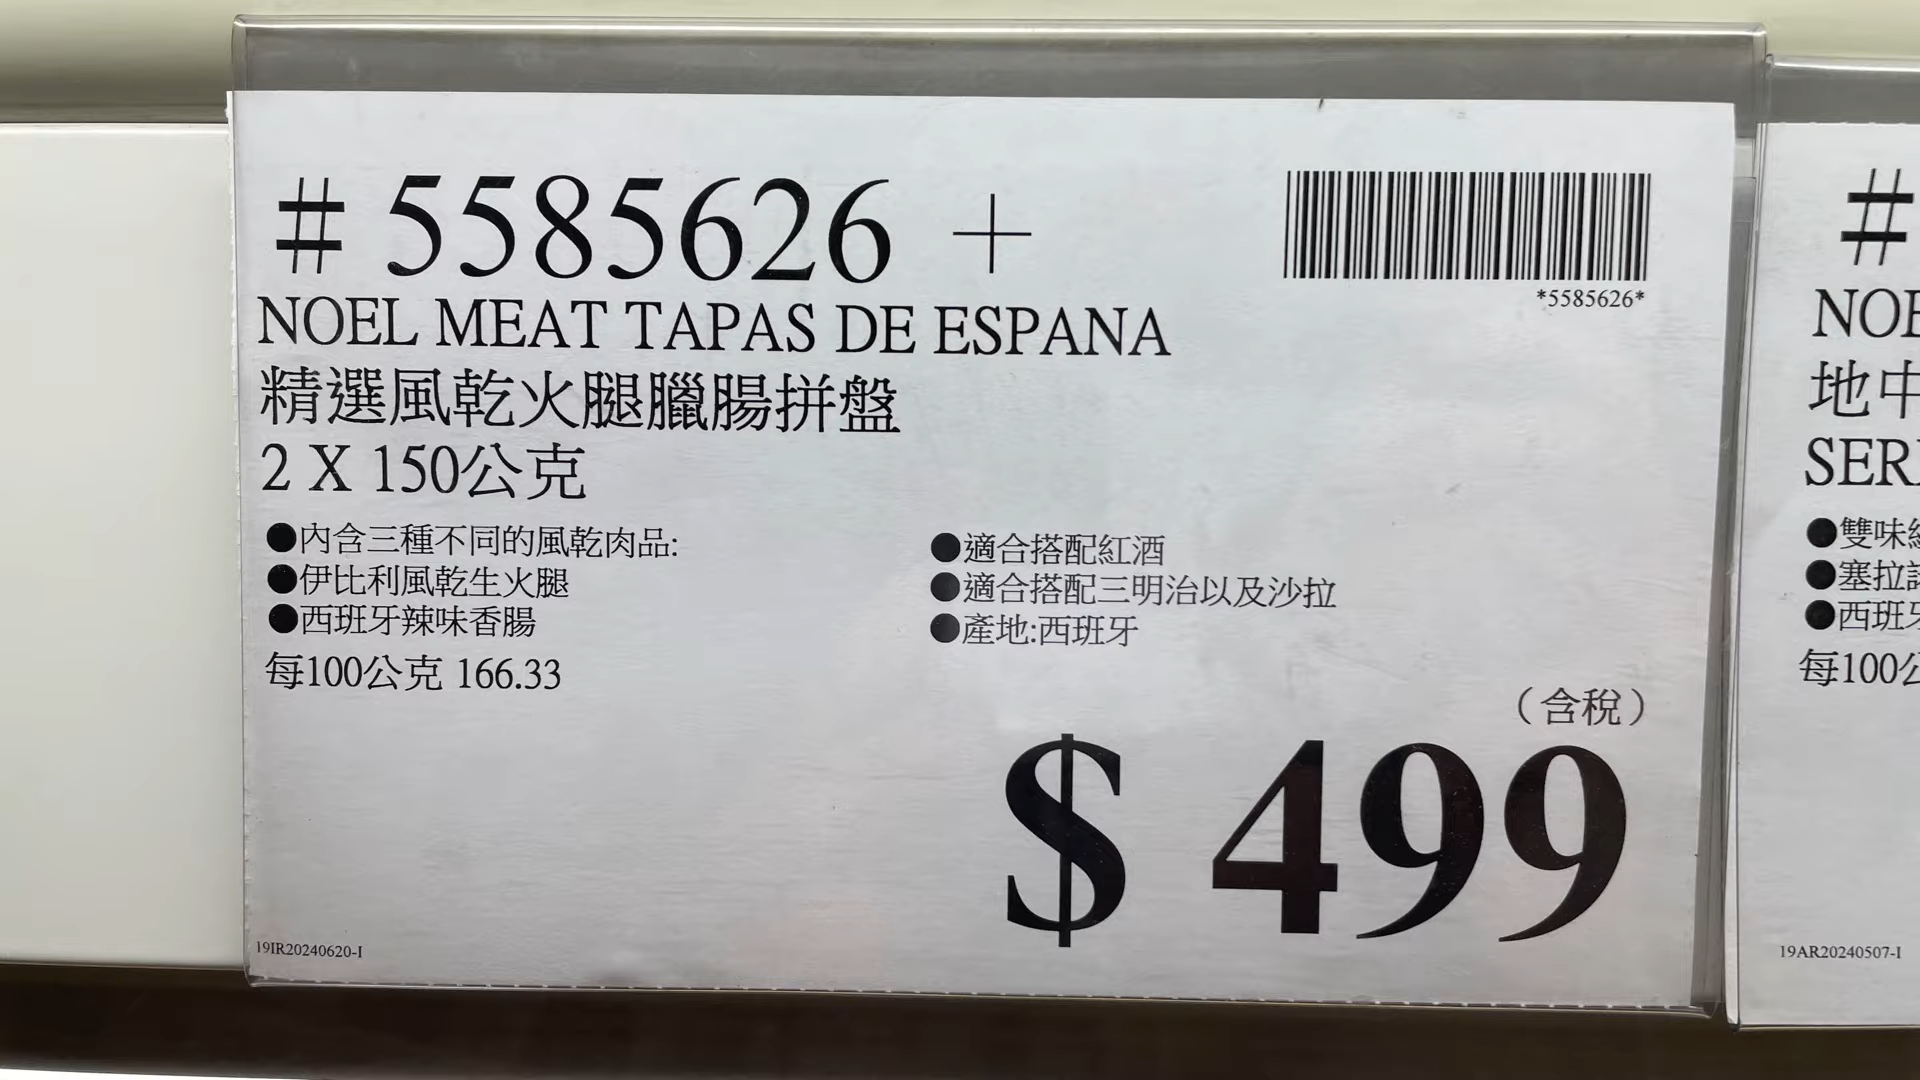 # 5585626 +
*5585626*
NOEL MEAT TAPAS DE ESPANA
精選風乾火腿臘腸拼盤
2 X 150公克
●內含三種不同的風乾肉品:
●伊比利風乾生火腿
●西班牙辣味香腸
每100公克 166.33
●適合搭配紅酒
●適合搭配三明治以及沙拉
●產地:西班牙
（含稅）
$ 499
19IR20240620-I
#
地中
●雙味
●塞拉
●西班
每100
19AR20240507-I